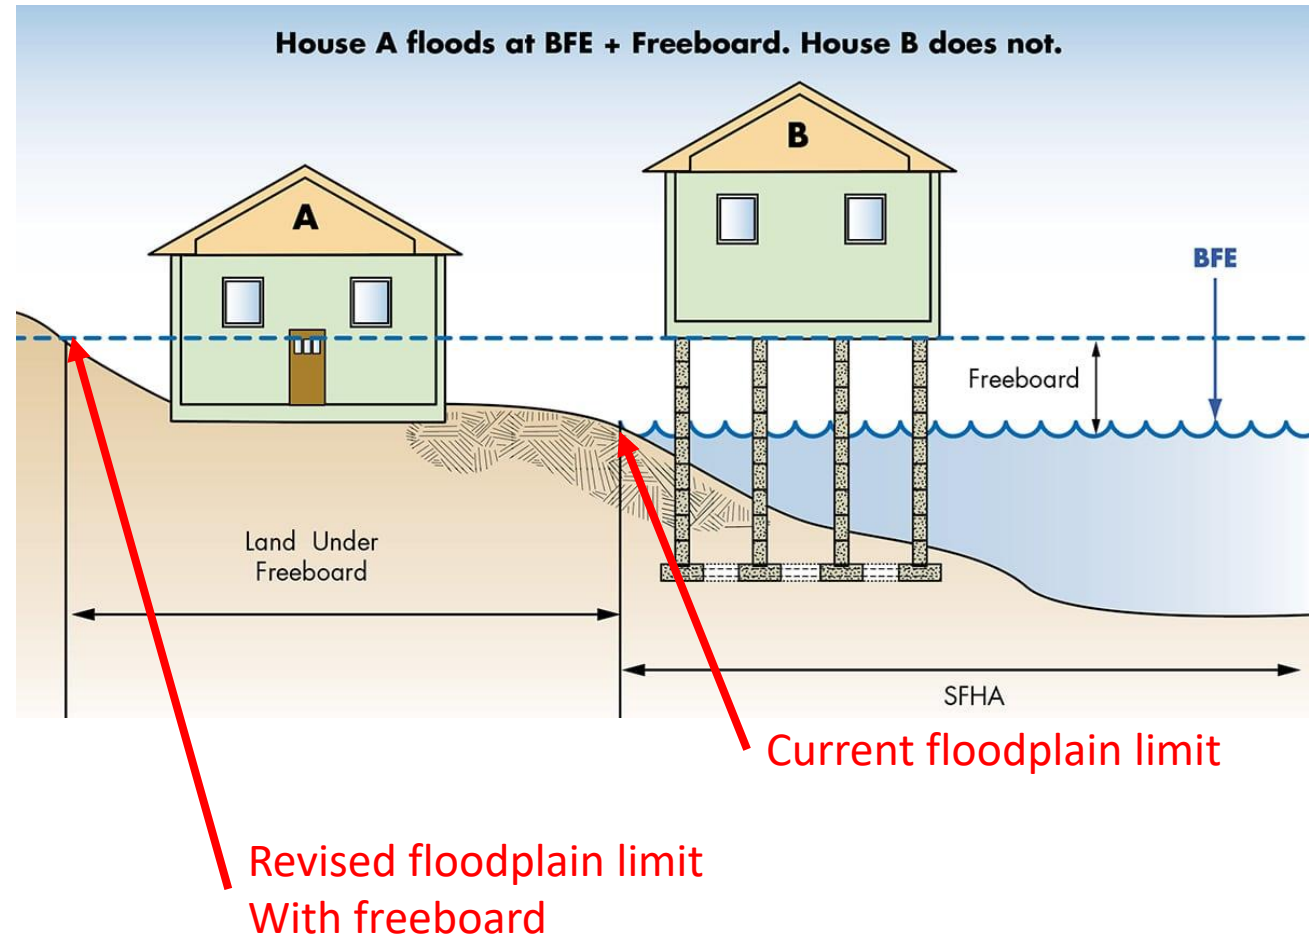 House A floods at BFE + Freeboard. House B does not.
B
A
BFE
Freeboard
Land Under
Freeboard
SFHA
Current floodplain limit
Revised floodplain limit
With freeboard